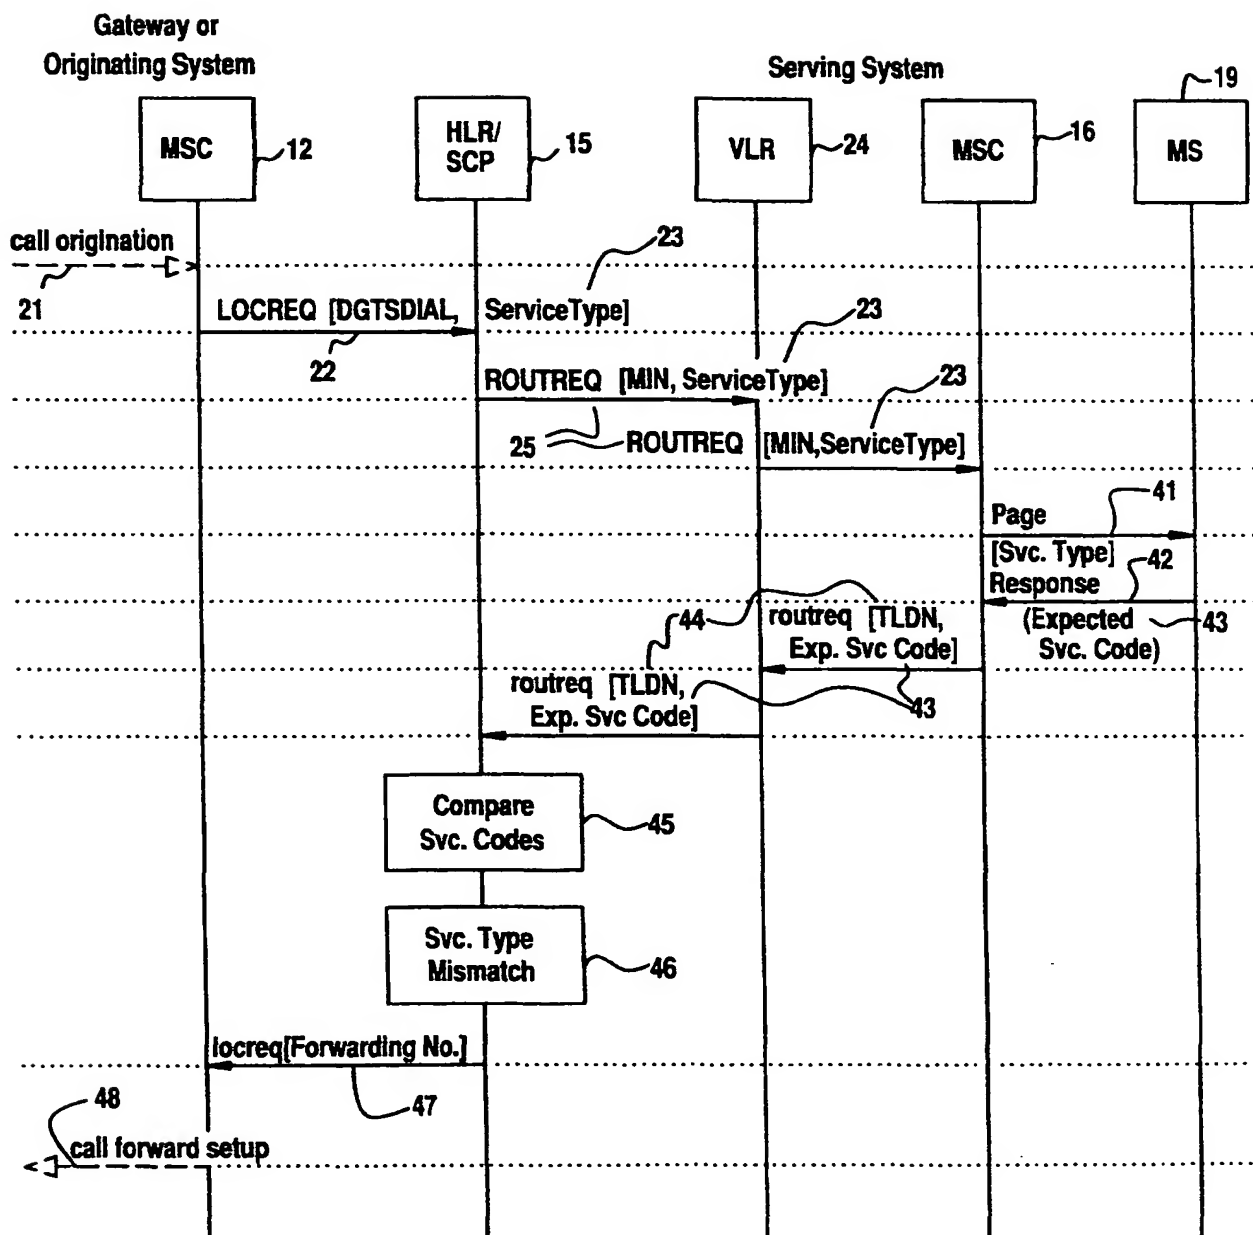 Gateway or
Originating System
Serving System
MSC
12
HLR/
SCP
15
VLR
24
MSC
16
MS
19
call origination
21
23
LOCREQ [DGTSDIAL, ServiceType]
22
23
ROUTREQ [MIN, ServiceType]
23
25
ROUTREQ [MIN,ServiceType]
Page
41
[Svc. Type]
42
Response
(Expected
Svc. Code)
43
44
routreq [TLDN,
Exp. Svc Code]
routreq [TLDN,
Exp. Svc Code]
43
Compare
Svc. Codes
45
Svc. Type
Mismatch
46
locreq[Forwarding No.]
47
48
call forward setup